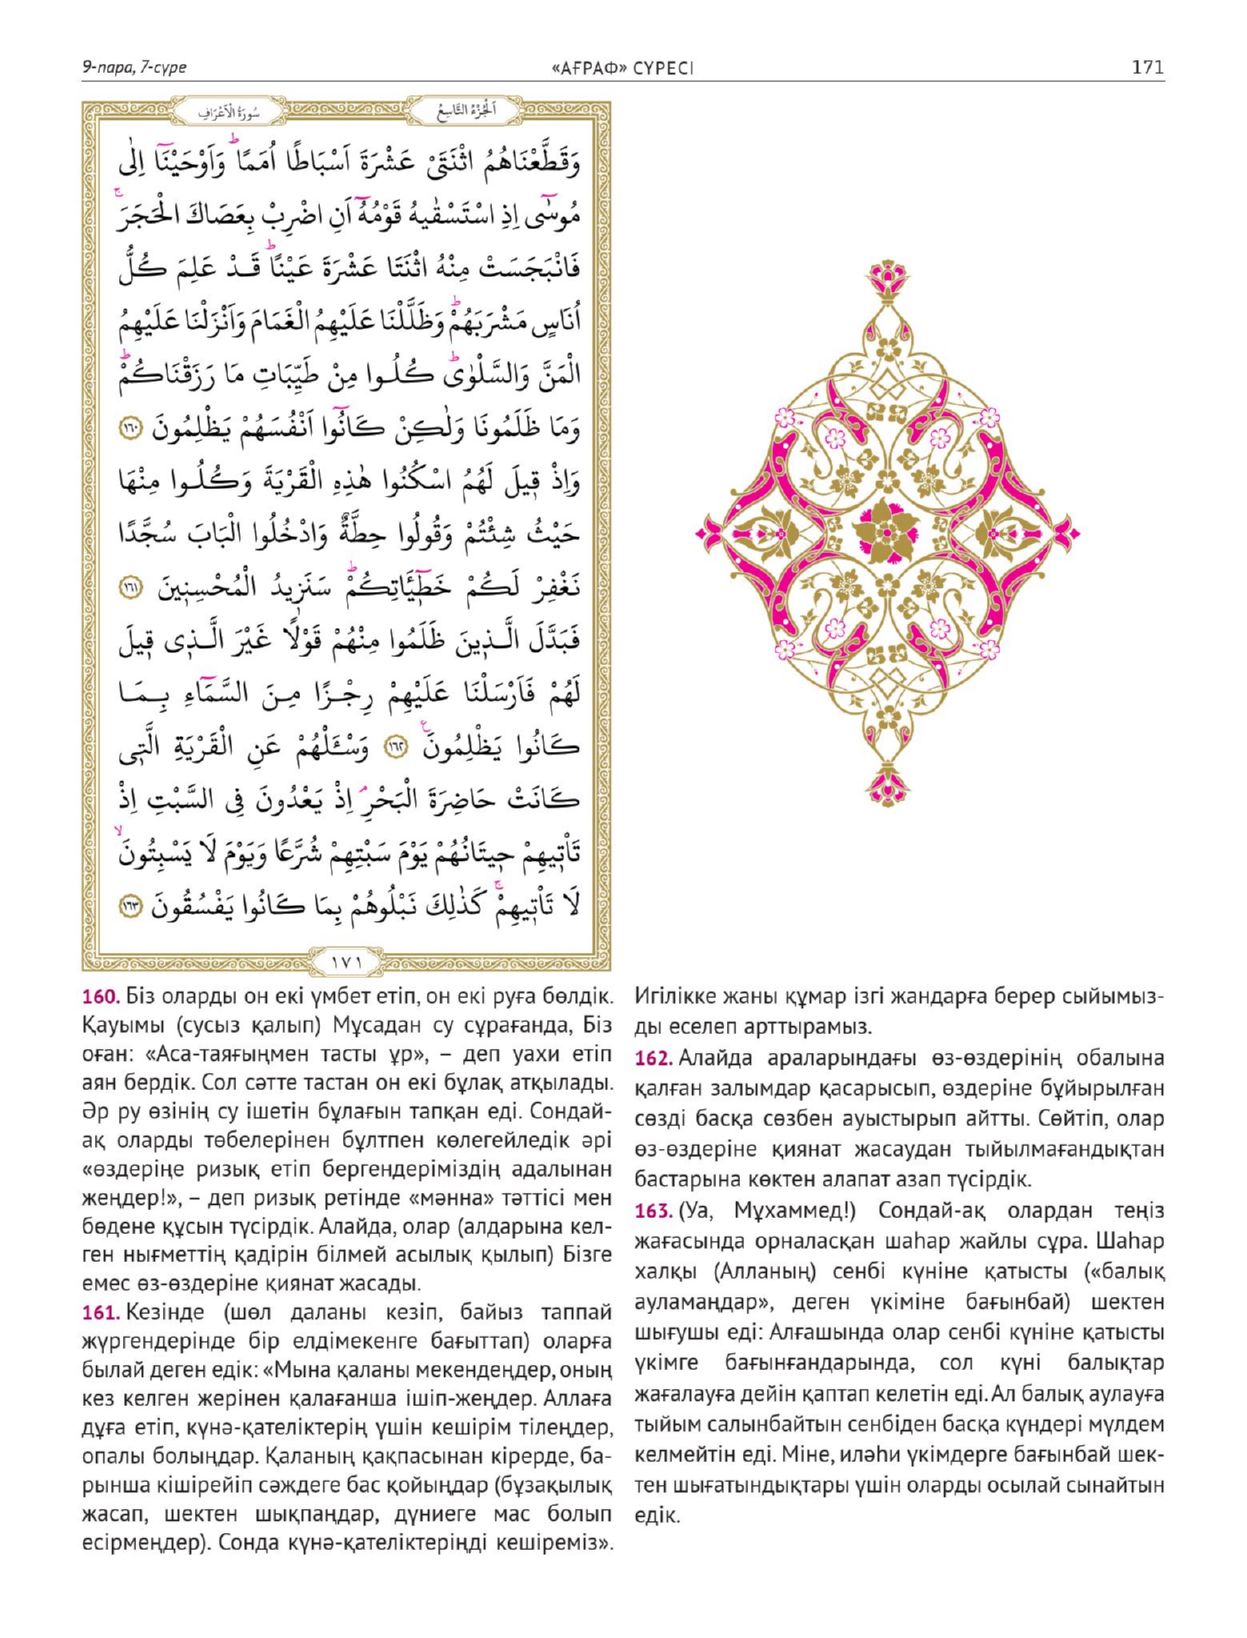 9-пара, 7-сүре
«АҒРАФ» СҮРЕСІ
171
سُورَةُ الْاَعْرَافِ
اَلْجُزْءُ التَّاسِعُ
وَقَطَّعْنَاهُمُ اثْنَتَىْ عَشْرَةَ اَسْبَاطًا اُمَمًاۜ وَاَوْحَيْنَٓا اِلٰى
مُوسٰٓى اِذِ اسْتَسْقٰيهُ قَوْمُهُٓ اَنِ اضْرِبْ بِعَصَاكَ الْحَجَرَۚ
فَانْبَجَسَتْ مِنْهُ اثْنَتَا عَشْرَةَ عَيْنًاۜ قَدْ عَلِمَ كُلُّ
اُنَاسٍ مَشْرَبَهُمْۜ وَظَلَّلْنَا عَلَيْهِمُ الْغَمَامَ وَاَنْزَلْنَا عَلَيْهِمُ
الْمَنَّ وَالسَّلْوٰىۜ كُلُوا مِنْ طَيِّبَاتِ مَا رَزَقْنَاكُمْۜ
وَمَا ظَلَمُونَا وَلٰكِنْ كَانُٓوا اَنْفُسَهُمْ يَظْلِمُونَ ﴿١٦٠﴾
وَاِذْ ق۪يلَ لَهُمُ اسْكُنُوا هٰذِهِ الْقَرْيَةَ وَكُلُوا مِنْهَا
حَيْثُ شِئْتُمْ وَقُولُوا حِطَّةٌ وَادْخُلُوا الْبَابَ سُجَّدًا
نَغْفِرْ لَكُمْ خَط۪ٓيـَٔاتِكُمْۜ سَنَز۪يدُ الْمُحْسِن۪ينَ ﴿١٦١﴾
فَبَدَّلَ الَّذ۪ينَ ظَلَمُوا مِنْهُمْ قَوْلًا غَيْرَ الَّذ۪ى ق۪يلَ
لَهُمْ فَاَرْسَلْنَا عَلَيْهِمْ رِجْزًا مِنَ السَّمَٓاءِ بِمَا
كَانُوا يَظْلِمُونَۧ ﴿١٦٢﴾ وَسْـَٔلْهُمْ عَنِ الْقَرْيَةِ الَّت۪ى
كَانَتْ حَاضِرَةَ الْبَحْرِۢ اِذْ يَعْدُونَ فِى السَّبْتِ اِذْ
تَأْت۪يهِمْ ح۪يتَانُهُمْ يَوْمَ سَبْتِهِمْ شُرَّعًا وَيَوْمَ لَا يَسْبِتُونَۙ
لَا تَأْت۪يهِمْۚ كَذٰلِكَ نَبْلُوهُمْ بِمَا كَانُوا يَفْسُقُونَ ﴿١٦٣﴾
١٧١
160. Біз оларды он екі үмбет етіп, он екі руға бөлдік.
Қауымы (сусыз қалып) Мұсадан су сұрағанда, Біз
оған: «Аса-таяғыңмен тасты ұр», – деп уахи етіп
аян бердік. Сол сәтте тастан он екі бұлақ атқылады.
Әр ру өзінің су ішетін бұлағын тапқан еді. Сондай-
ақ оларды төбелерінен бұлтпен көлегейледік әрі
«өздеріңе ризық етіп бергендеріміздің адалынан
жеңдер!», – деп ризық ретінде «мәнна» тәттісі мен
бөдене құсын түсірдік. Алайда, олар (алдарына кел-
ген нығметтің қадірін білмей асылық қылып) Бізге
емес өз-өздеріне қиянат жасады.
161. Кезінде (шөл даланы кезіп, байыз таппай
жүргендерінде бір елдімекенге бағыттап) оларға
былай деген едік: «Мына қаланы мекендеңдер, оның
кез келген жерінен қалағанша ішіп-жеңдер. Аллаға
дұға етіп, күнә-қателіктерің үшін кешірім тілеңдер,
опалы болыңдар. Қаланың қақпасынан кірерде, ба-
рынша кішірейіп сәждеге бас қойыңдар (бұзақылық
жасап, шектен шықпаңдар, дүниеге мас болып
есірмеңдер). Сонда күнә-қателіктеріңді кешіреміз».
Игілікке жаны құмар ізгі жандарға берер сыйымыз-
ды еселеп арттырамыз.
162. Алайда араларындағы өз-өздерінің обалына
қалған залымдар қасарысып, өздеріне бұйырылған
сөзді басқа сөзбен ауыстырып айтты. Сөйтіп, олар
өз-өздеріне қиянат жасаудан тыйылмағандықтан
бастарына көктен алапат азап түсірдік.
163. (Уа, Мұхаммед!) Сондай-ақ олардан теңіз
жағасында орналасқан шаһар жайлы сұра. Шаһар
халқы (Алланың) сенбі күніне қатысты («балық
ауламаңдар», деген үкіміне бағынбай) шектен
шығушы еді: Алғашында олар сенбі күніне қатысты
үкімге бағынғандарында, сол күні балықтар
жағалауға дейін қаптап келетін еді. Ал балық аулауға
тыйым салынбайтын сенбіден басқа күндері мүлдем
келмейтін еді. Міне, иләһи үкімдерге бағынбай шек-
тен шығатындықтары үшін оларды осылай сынайтын
едік.